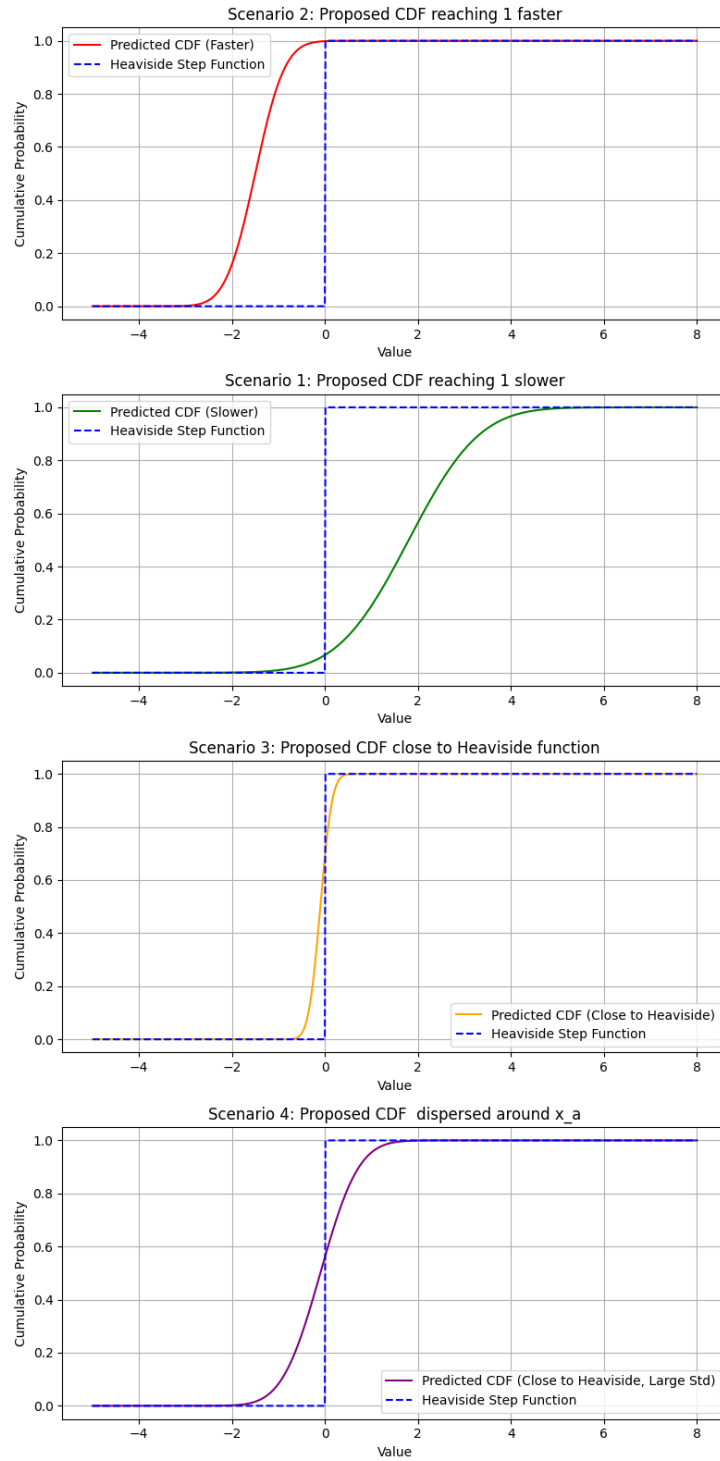 Scenario 2: Proposed CDF reaching 1 faster
Predicted CDF (Faster)
Heaviside Step Function
Cumulative Probability
1.0
0.8
0.6
0.4
0.2
0.0
−4 −2 0 2 4 6 8
Value
Scenario 1: Proposed CDF reaching 1 slower
Predicted CDF (Slower)
Heaviside Step Function
Cumulative Probability
1.0
0.8
0.6
0.4
0.2
0.0
−4 −2 0 2 4 6 8
Value
Scenario 3: Proposed CDF close to Heaviside function
Cumulative Probability
1.0
0.8
0.6
0.4
0.2
0.0
Predicted CDF (Close to Heaviside)
Heaviside Step Function
−4 −2 0 2 4 6 8
Value
Scenario 4: Proposed CDF  dispersed around x_a
Cumulative Probability
1.0
0.8
0.6
0.4
0.2
0.0
Predicted CDF (Close to Heaviside, Large Std)
Heaviside Step Function
−4 −2 0 2 4 6 8
Value